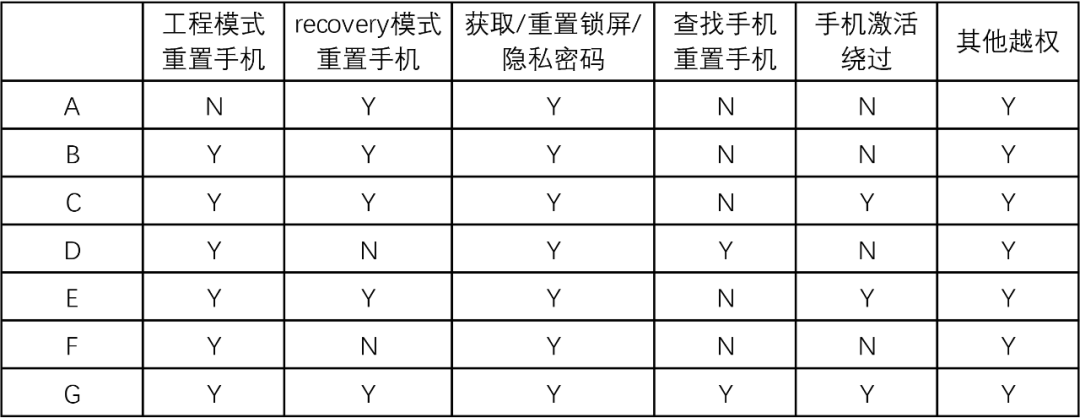 工程模式 重置手机 recovery模式 重置手机 获取/重置锁屏/ 隐私密码 查找手机 重置手机 手机激活 绕过 其他越权
A N Y Y N N Y
B Y Y Y N N Y
C Y Y Y N Y Y
D Y N Y Y N Y
E Y Y Y N Y Y
F Y N Y N N Y
G Y Y Y Y Y Y